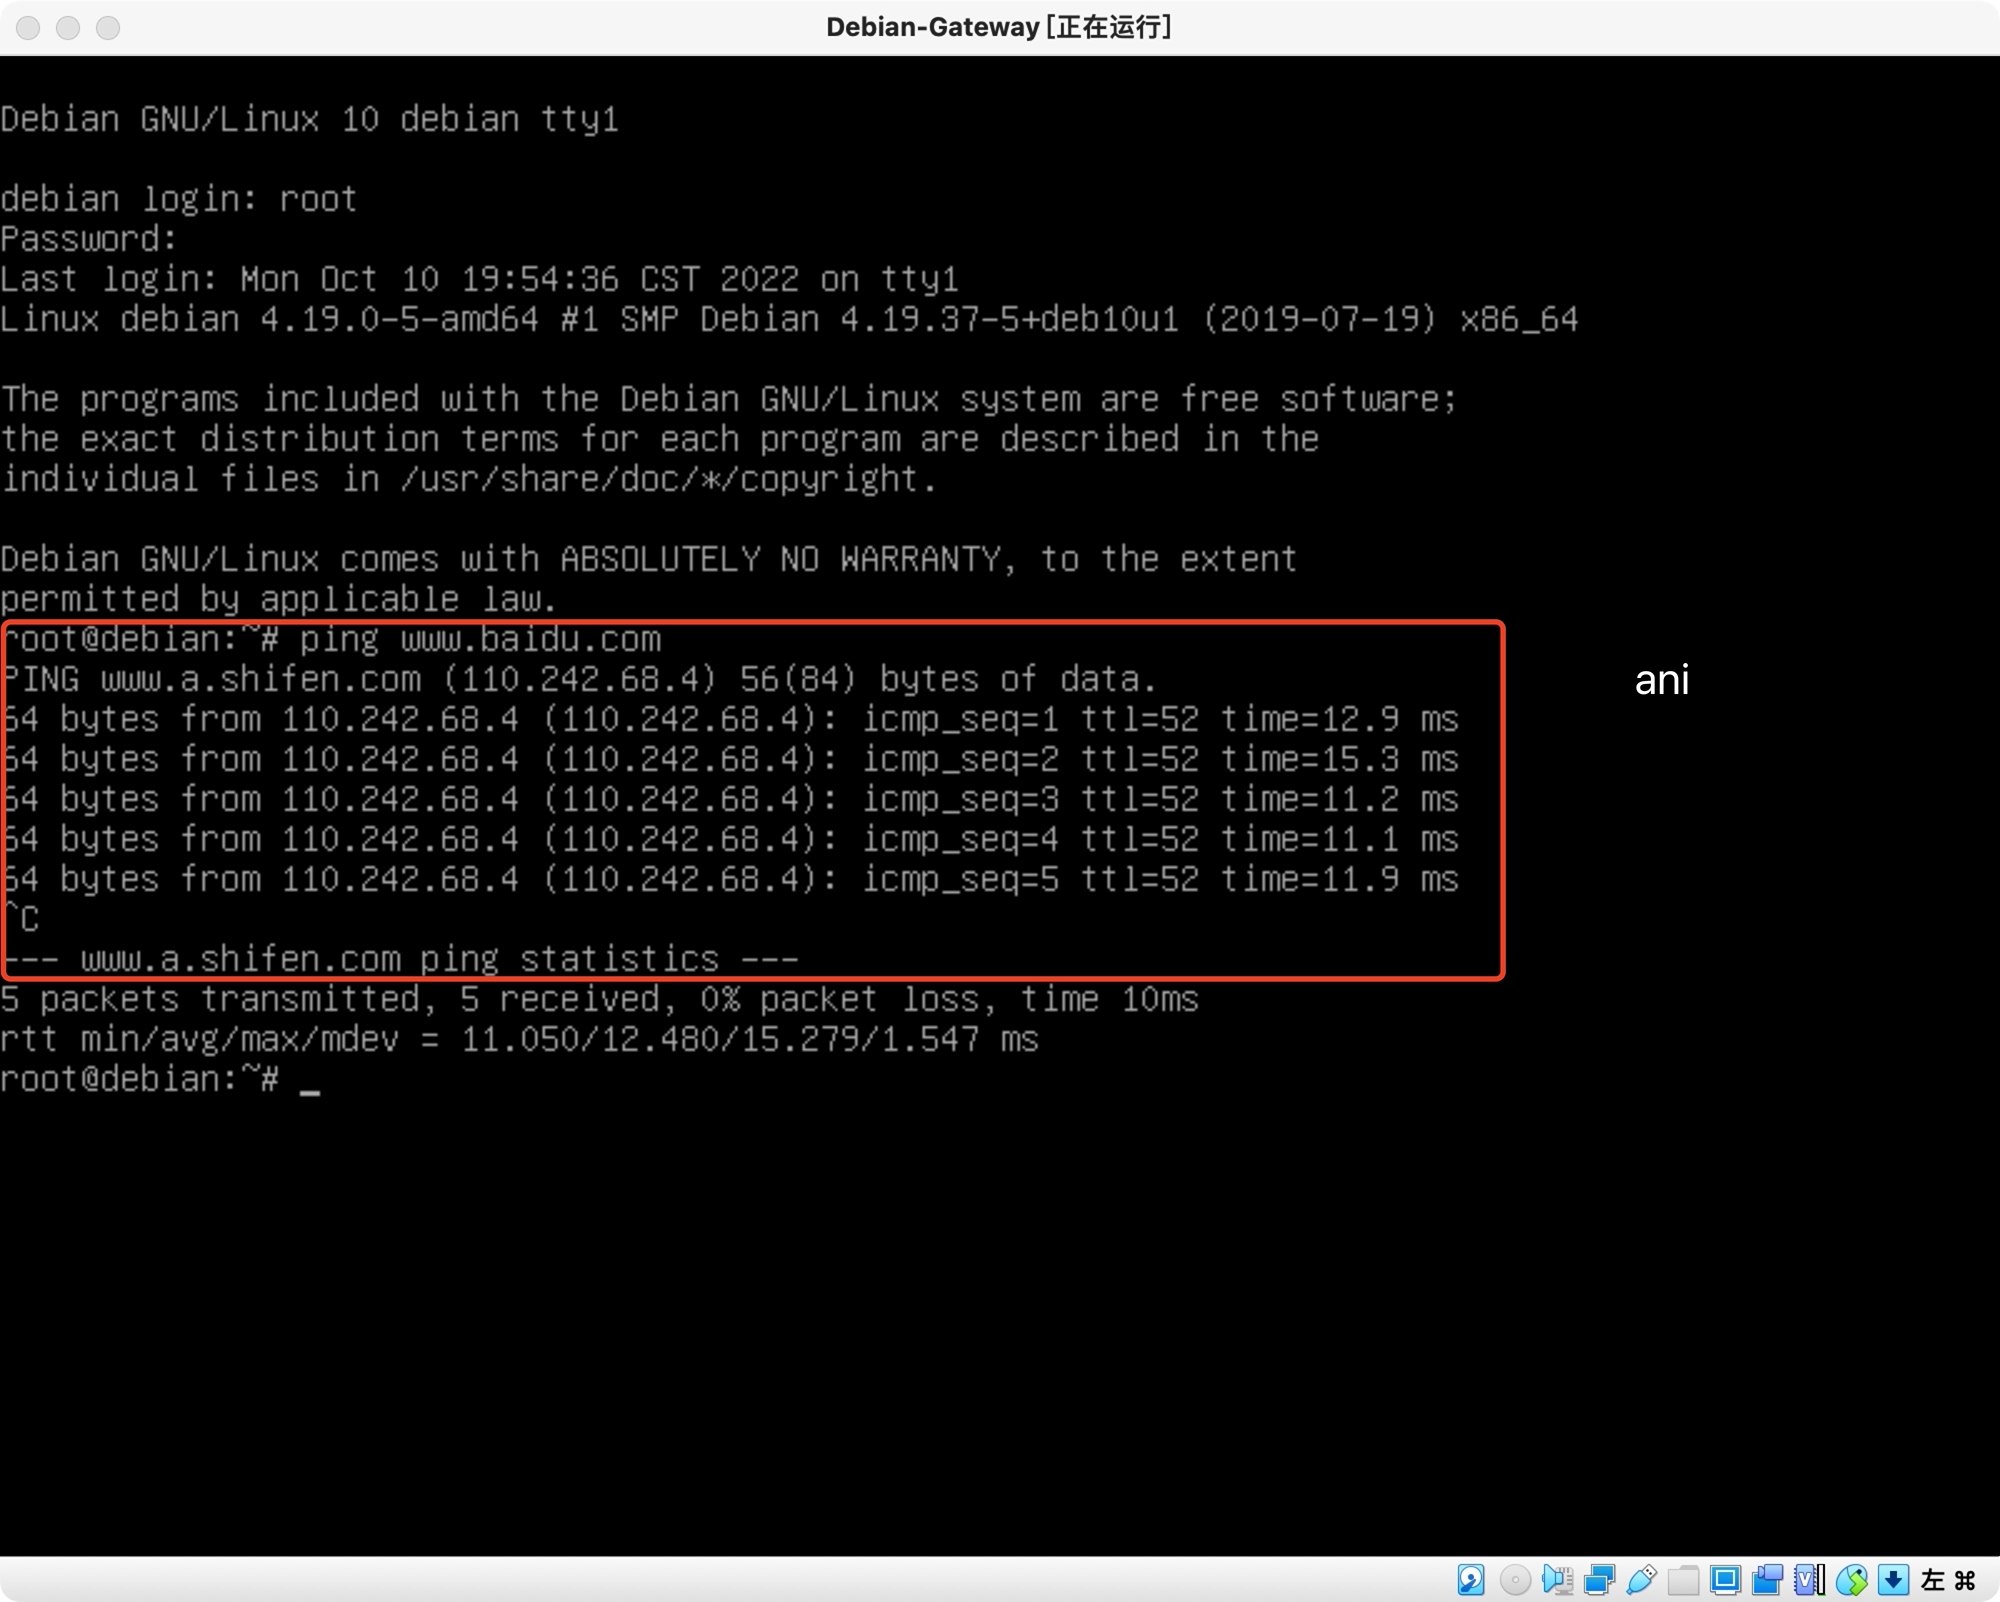 Debian-Gateway [正在运行]
Debian GNU/Linux 10 debian tty1
debian login: root
Password:
Last login: Mon Oct 10 19:54:36 CST 2022 on tty1
Linux debian 4.19.0-5-amd64 #1 SMP Debian 4.19.37-5+deb10u1 (2019-07-19) x86_64
The programs included with the Debian GNU/Linux system are free software;
the exact distribution terms for each program are described in the
individual files in /usr/share/doc/*/copyright.
Debian GNU/Linux comes with ABSOLUTELY NO WARRANTY, to the extent
permitted by applicable law.
root@debian:~# ping www.baidu.com
PING www.a.shifen.com (110.242.68.4) 56(84) bytes of data.
ani
64 bytes from 110.242.68.4 (110.242.68.4): icmp_seq=1 ttl=52 time=12.9 ms
64 bytes from 110.242.68.4 (110.242.68.4): icmp_seq=2 ttl=52 time=15.3 ms
64 bytes from 110.242.68.4 (110.242.68.4): icmp_seq=3 ttl=52 time=11.2 ms
64 bytes from 110.242.68.4 (110.242.68.4): icmp_seq=4 ttl=52 time=11.1 ms
64 bytes from 110.242.68.4 (110.242.68.4): icmp_seq=5 ttl=52 time=11.9 ms
^C
--- www.a.shifen.com ping statistics ---
5 packets transmitted, 5 received, 0% packet loss, time 10ms
rtt min/avg/max/mdev = 11.050/12.480/15.279/1.547 ms
root@debian:~# _
左 ⌘